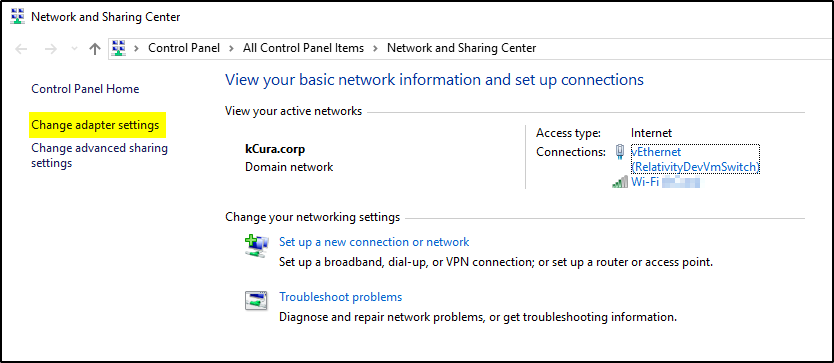 Network and Sharing Center
Control Panel > All Control Panel Items > Network and Sharing Center
Control Panel Home
Change adapter settings
Change advanced sharing
settings
View your basic network information and set up connections
View your active networks
kCura.corp
Domain network
Access type: Internet
Connections: vEthernet
(RelativityDevVmSwitch)
Wi-Fi
Change your networking settings
Set up a new connection or network
Set up a broadband, dial-up, or VPN connection; or set up a router or access point.
Troubleshoot problems
Diagnose and repair network problems, or get troubleshooting information.